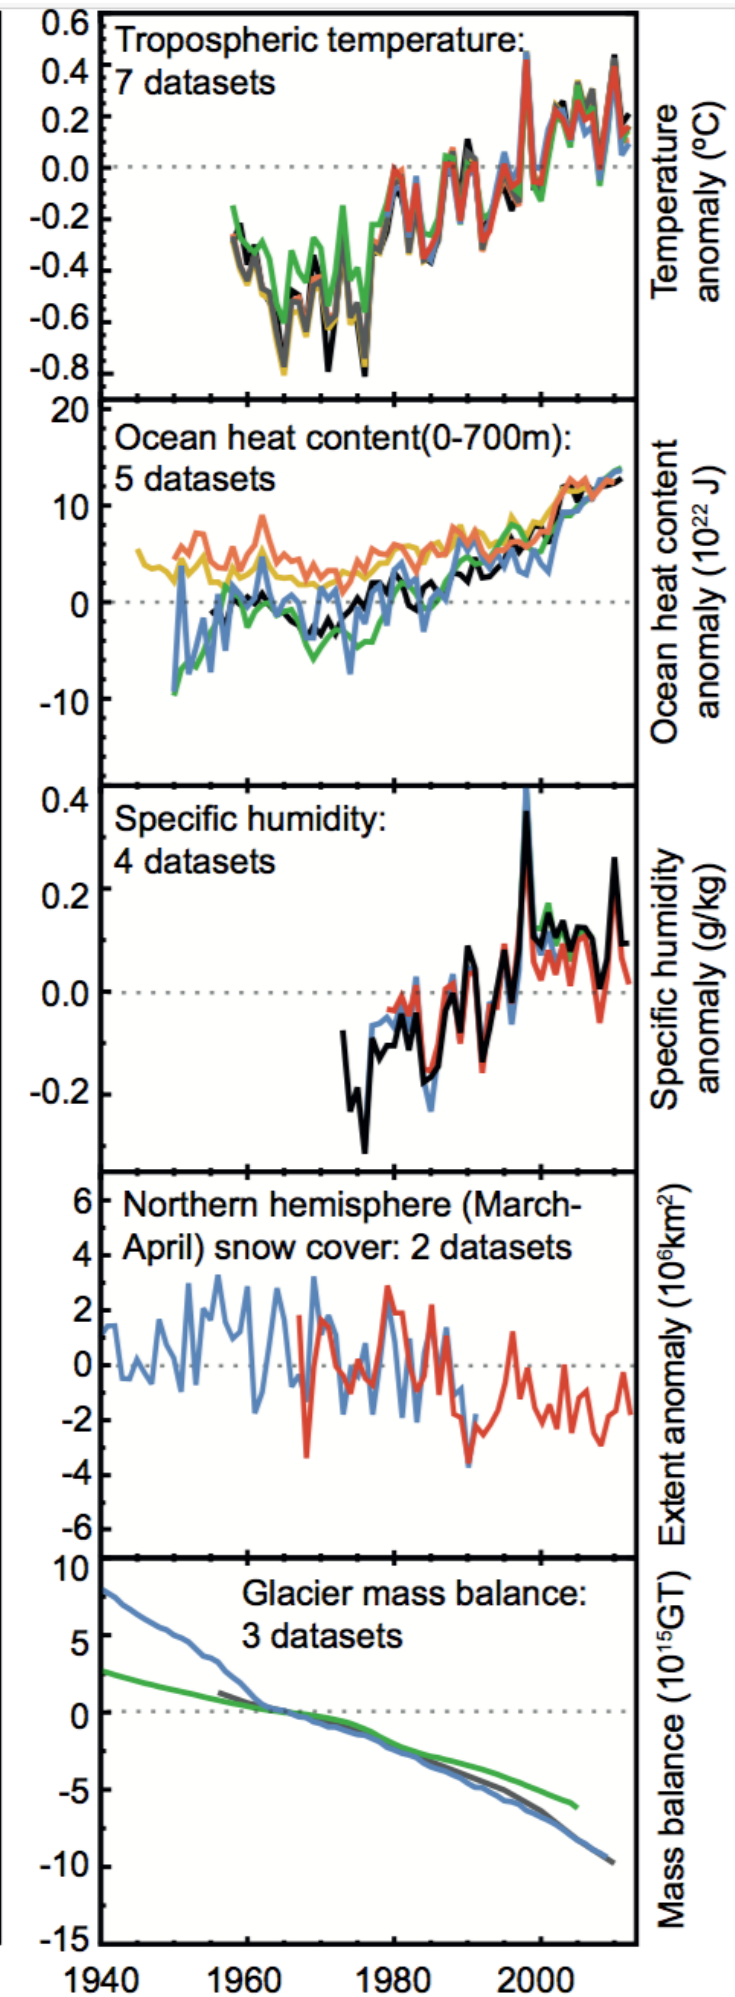 0.6
0.4
0.2
0.0
-0.2
-0.4
-0.6
-0.8
Tropospheric temperature:
7 datasets
Temperature
anomaly (ºC)
20
10
0
-10
Ocean heat content(0-700m):
5 datasets
Ocean heat content
anomaly (10²² J)
0.4
0.2
0.0
-0.2
Specific humidity:
4 datasets
Specific humidity
anomaly (g/kg)
6
4
2
0
-2
-4
-6
Northern hemisphere (March-
April) snow cover: 2 datasets
Extent anomaly (10⁶km²)
10
5
0
-5
-10
-15
Glacier mass balance:
3 datasets
Mass balance (10¹⁵GT)
1940 1960 1980 2000